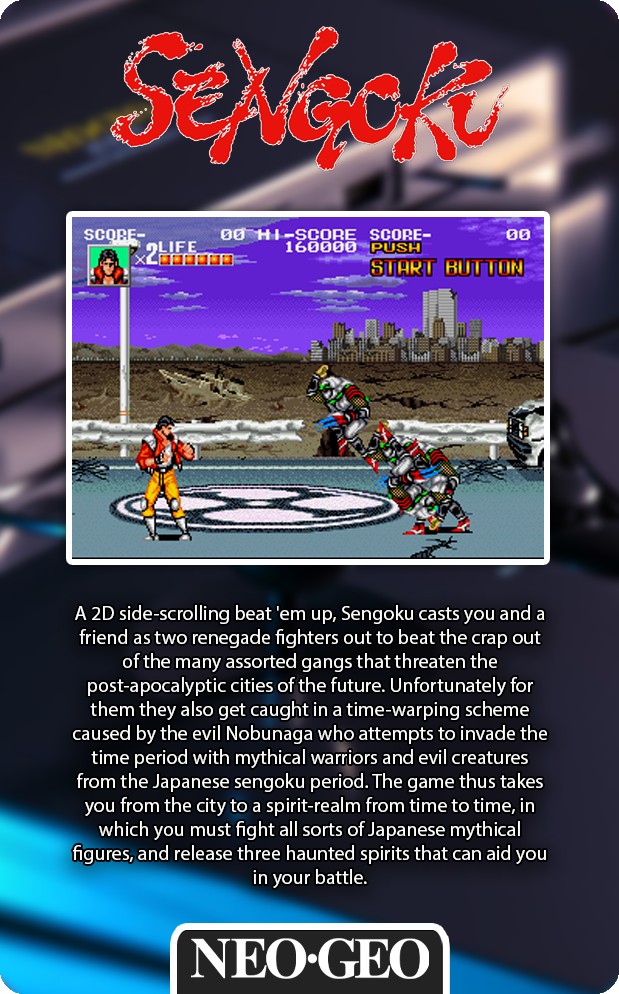 SENGOKU
SCORE- 00 HI-SCORE SCORE- 00
×2 LIFE 160000 PUSH
START BUTTON
A 2D side-scrolling beat 'em up, Sengoku casts you and a
friend as two renegade fighters out to beat the crap out
of the many assorted gangs that threaten the
post-apocalyptic cities of the future. Unfortunately for
them they also get caught in a time-warping scheme
caused by the evil Nobunaga who attempts to invade the
time period with mythical warriors and evil creatures
from the Japanese sengoku period. The game thus takes
you from the city to a spirit-realm from time to time, in
which you must fight all sorts of Japanese mythical
figures, and release three haunted spirits that can aid you
in your battle.
NEO·GEO